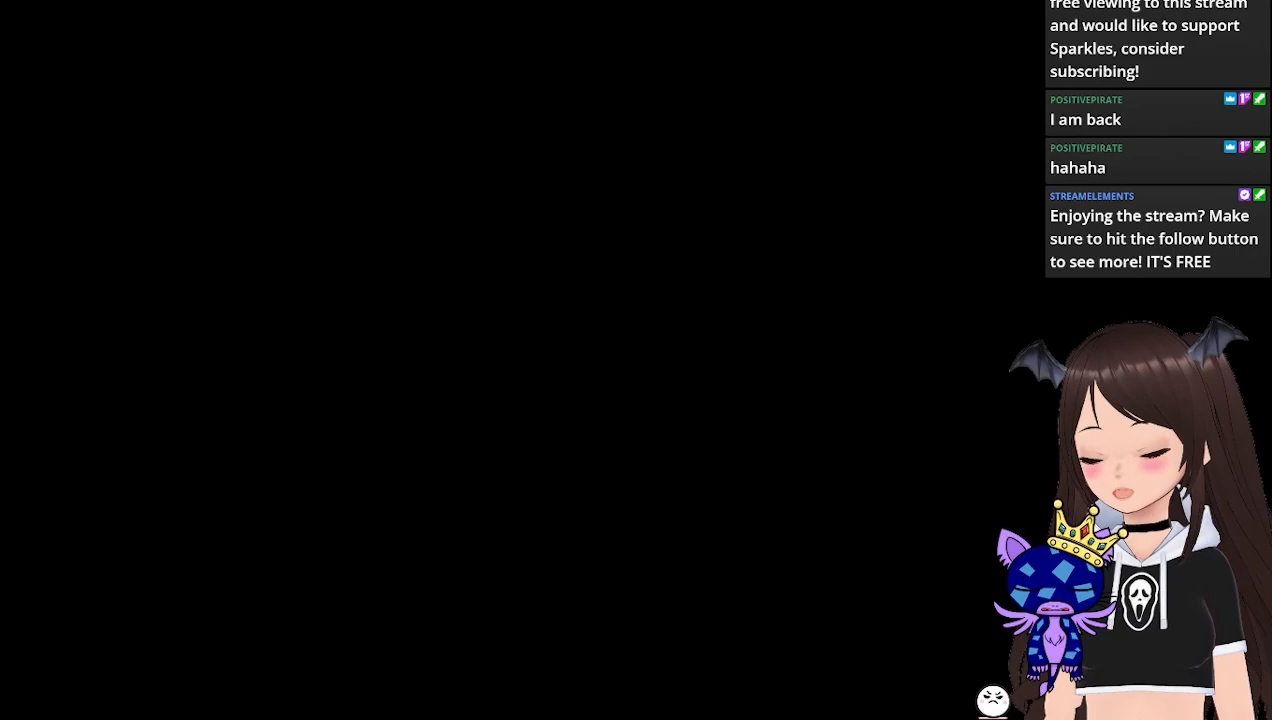 free viewing to this stream
and would like to support
Sparkles, consider
subscribing!
POSITIVEPIRATE
I am back
POSITIVEPIRATE
hahaha
STREAMELEMENTS
Enjoying the stream? Make
sure to hit the follow button
to see more! IT'S FREE